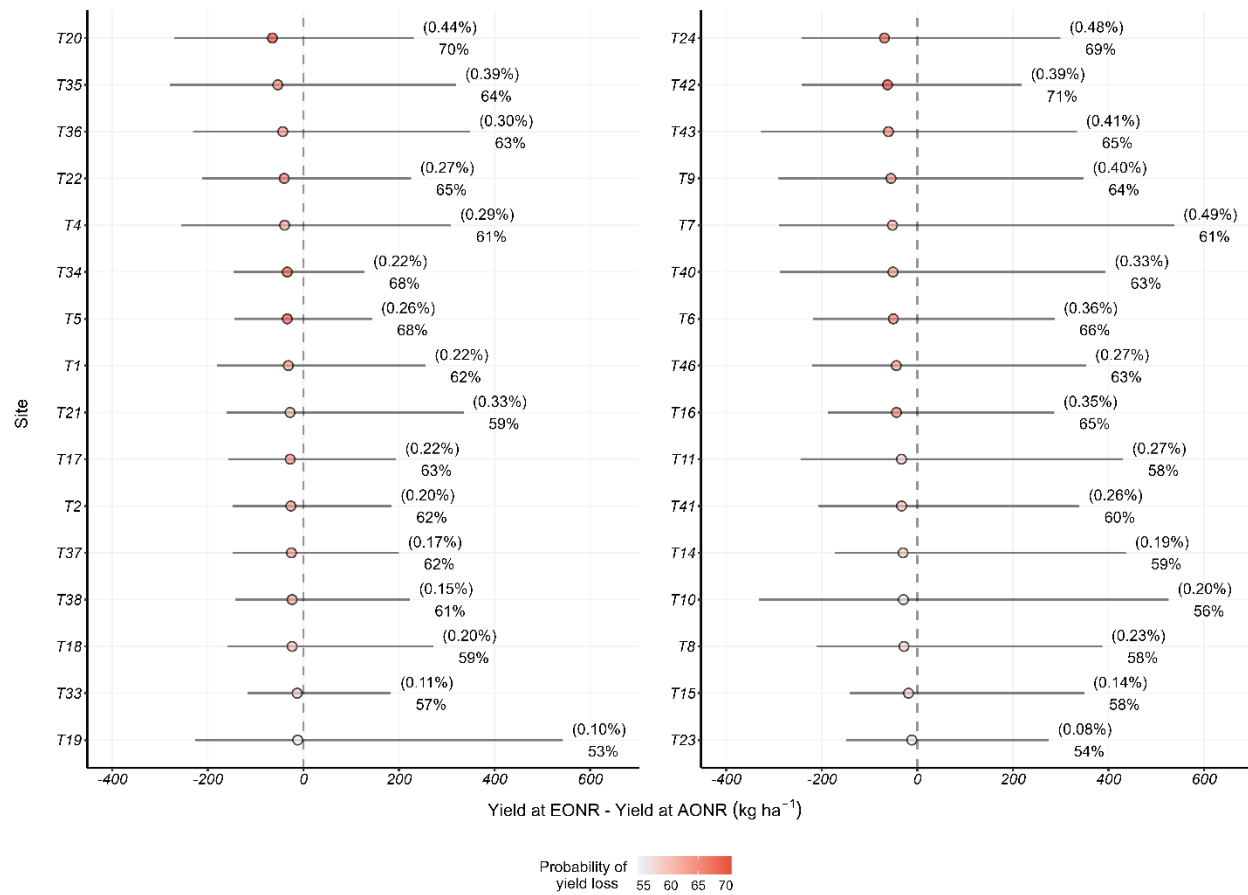 T20
(0.44%)
70%
T35
(0.39%)
64%
T36
(0.30%)
63%
T22
(0.27%)
65%
T4
(0.29%)
61%
T34
(0.22%)
68%
T5
(0.26%)
68%
T1
(0.22%)
62%
T21
(0.33%)
59%
T17
(0.22%)
63%
T2
(0.20%)
62%
T37
(0.17%)
62%
T38
(0.15%)
61%
T18
(0.20%)
59%
T33
(0.11%)
57%
T19
(0.10%)
53%
-400 -200 0 200 400 600
T24
(0.48%)
69%
T42
(0.39%)
71%
T43
(0.41%)
65%
T9
(0.40%)
64%
T7
(0.49%)
61%
T40
(0.33%)
63%
T6
(0.36%)
66%
T46
(0.27%)
63%
T16
(0.35%)
65%
T11
(0.27%)
58%
T41
(0.26%)
60%
T14
(0.19%)
59%
T10
(0.20%)
56%
T8
(0.23%)
58%
T15
(0.14%)
58%
T23
(0.08%)
54%
-400 -200 0 200 400 600
Site
Yield at EONR - Yield at AONR (kg ha⁻¹)
Probability of
yield loss
55 60 65 70